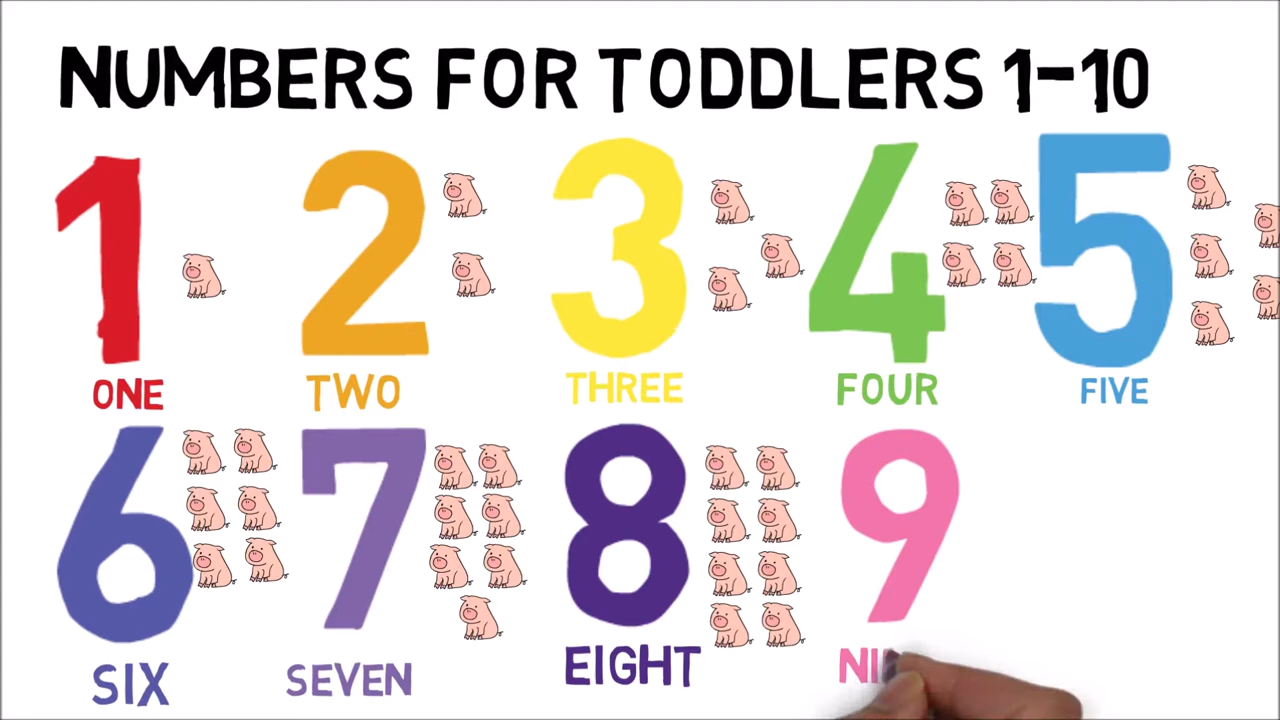 NUMBERS FOR TODDLERS 1-10
1 2 3 4 5
ONE TWO THREE FOUR FIVE
6 7 8 9
SIX SEVEN EIGHT